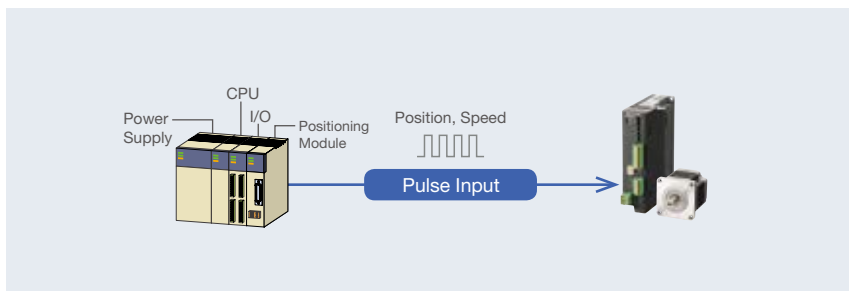 CPU
Power
Supply
I/O
Positioning
Module
Position, Speed
Pulse Input